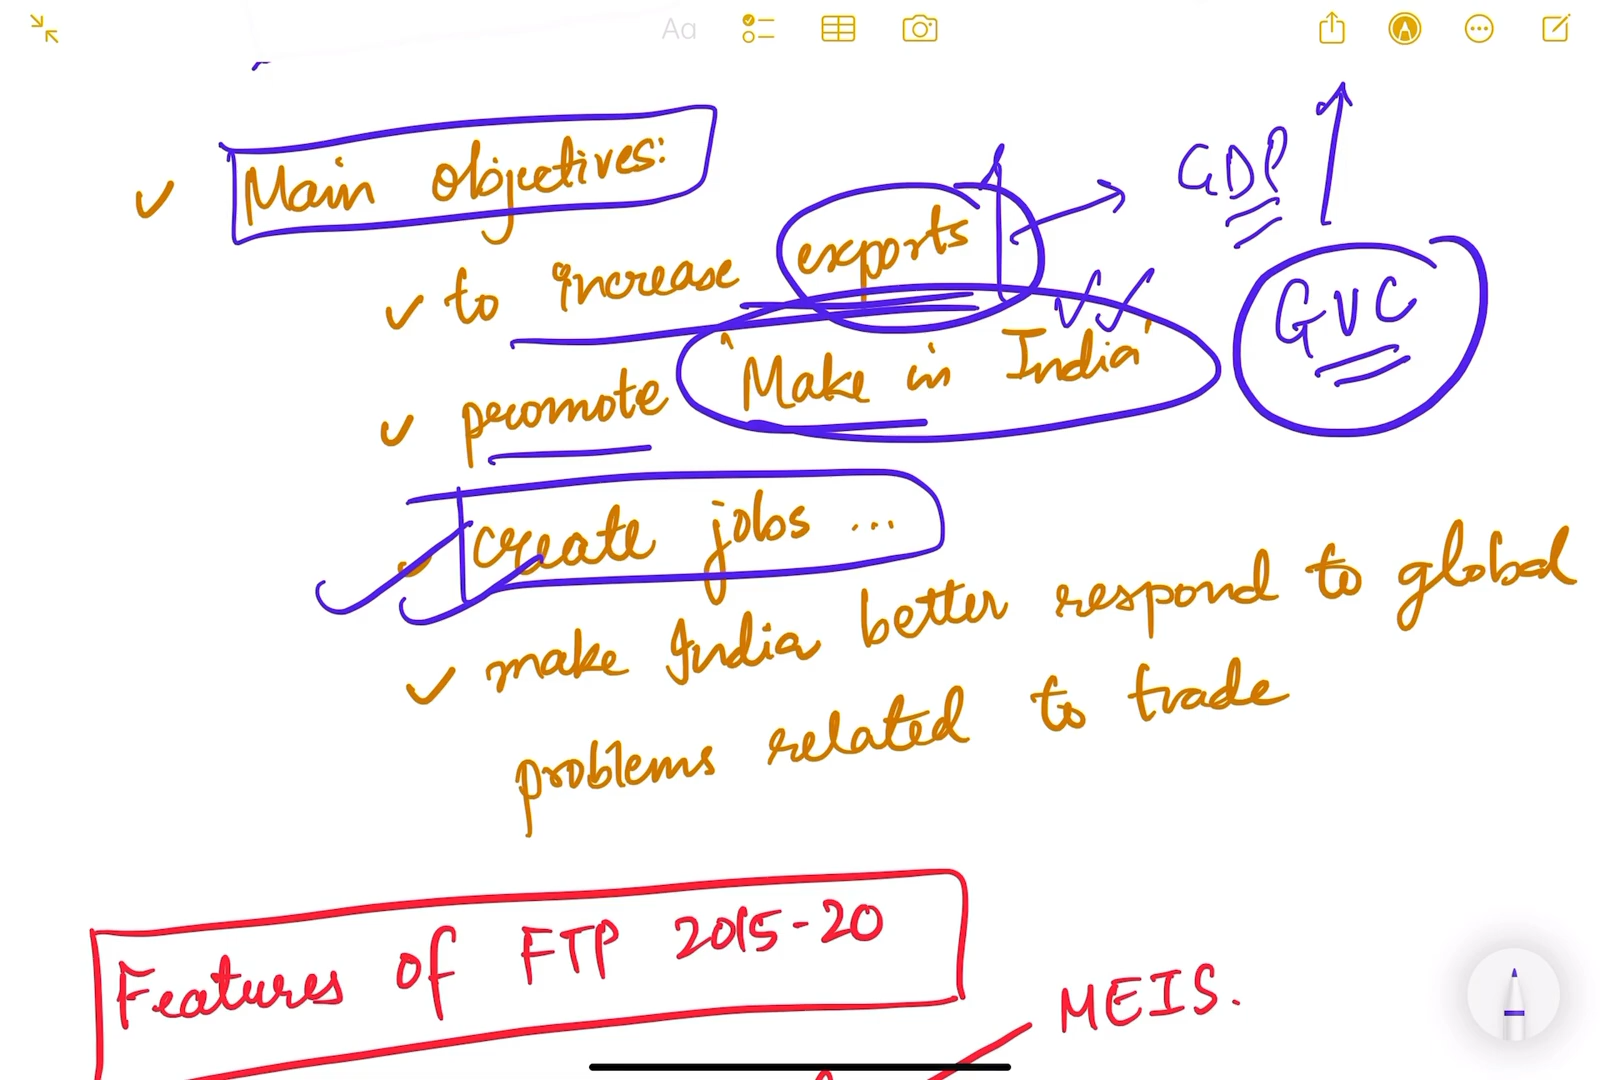 Aa
Main objectives:
to increase exports
GDP
promote 'Make in India'
GVC
create jobs ...
make India better respond to global
problems related to trade
Features of FTP 2015-20
MEIS.